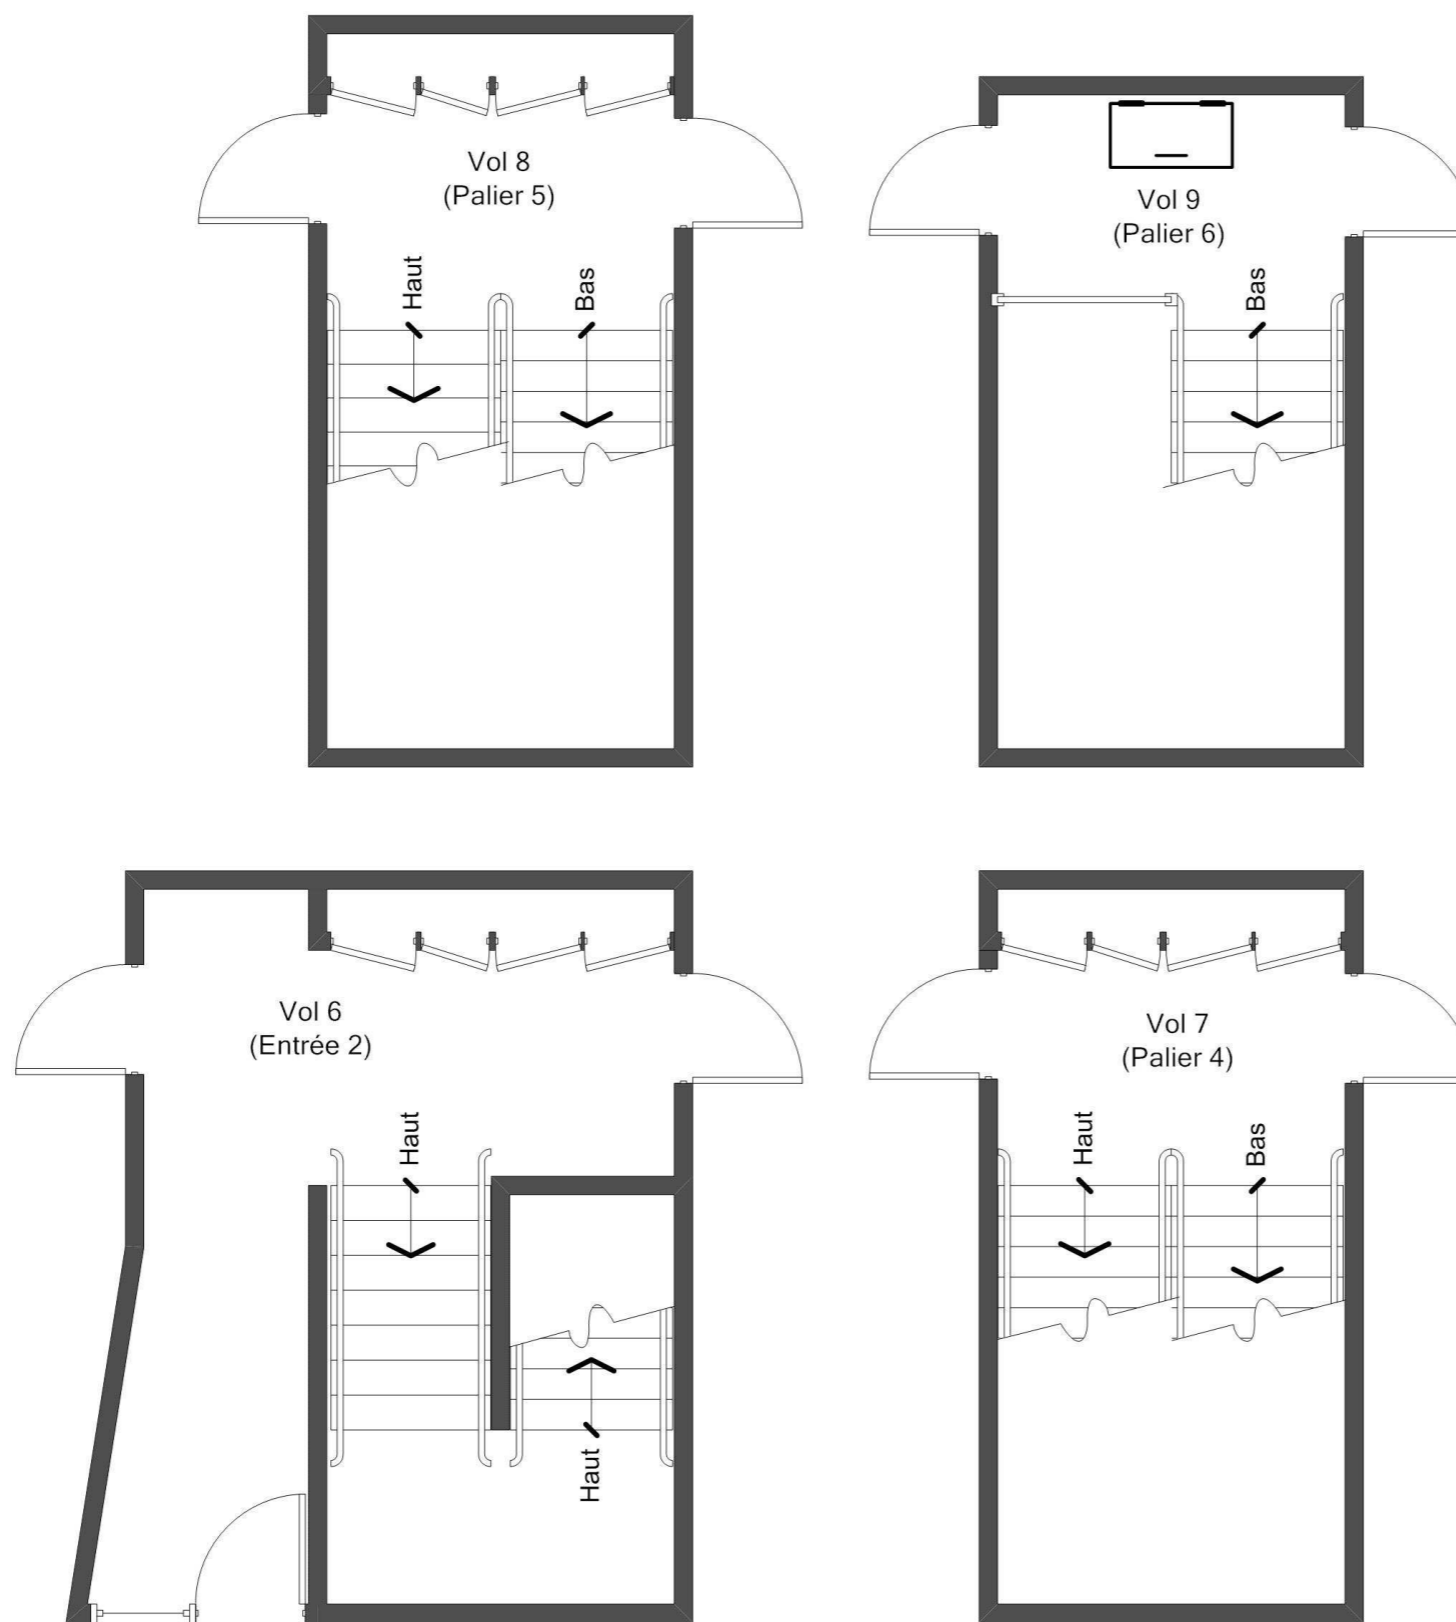 Vol 8
(Palier 5)
Haut
Bas
Vol 9
(Palier 6)
Bas
Vol 6
(Entrée 2)
Haut
Haut
Vol 7
(Palier 4)
Haut
Bas